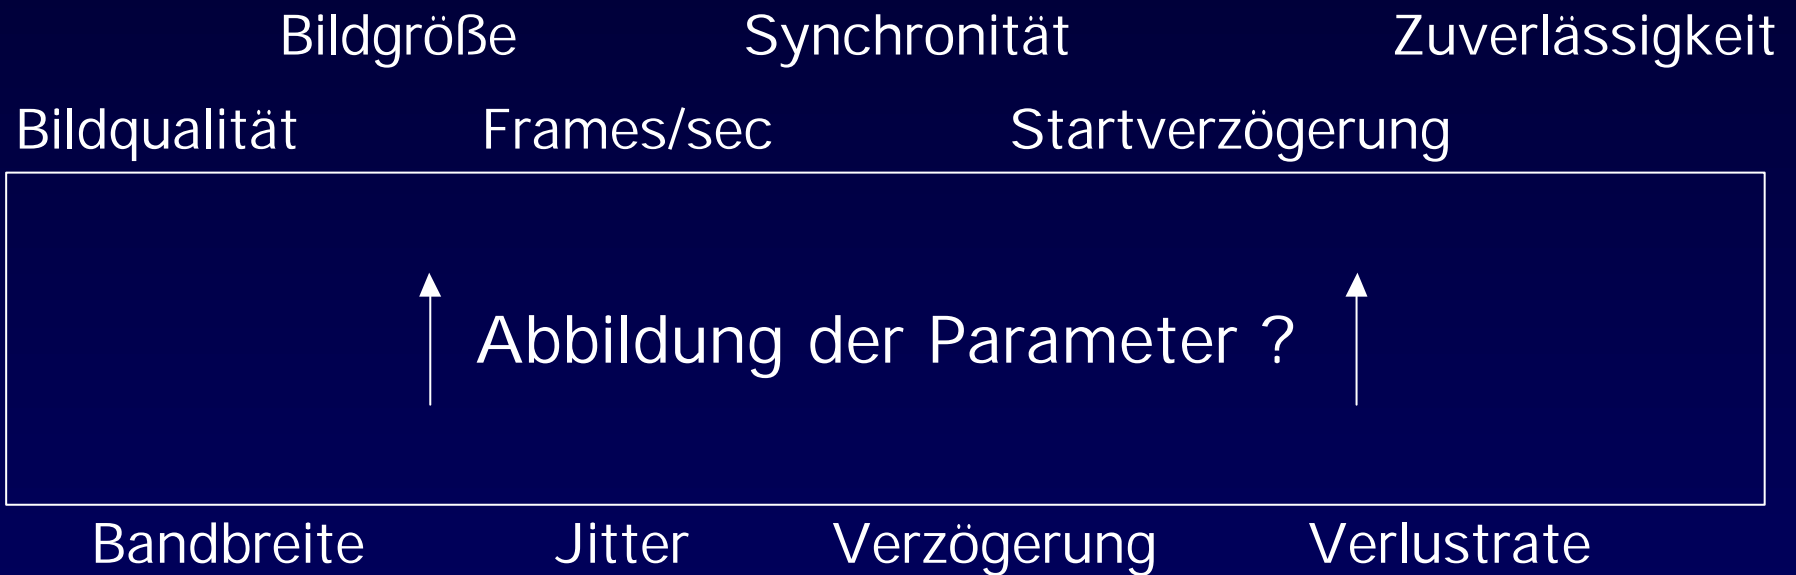 Bildgröße Synchronität Zuverlässigkeit
Bildqualität Frames/sec Startverzögerung
Abbildung der Parameter ?
Bandbreite Jitter Verzögerung Verlustrate